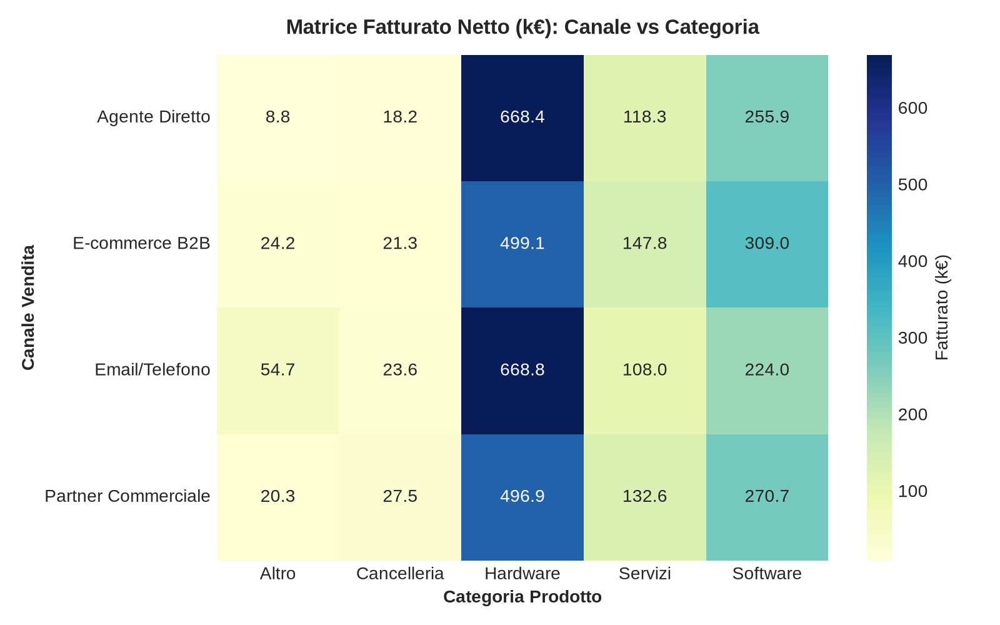 Matrice Fatturato Netto (k€): Canale vs Categoria
Agente Diretto 8.8 18.2 668.4 118.3 255.9
E-commerce B2B 24.2 21.3 499.1 147.8 309.0
Email/Telefono 54.7 23.6 668.8 108.0 224.0
Partner Commerciale 20.3 27.5 496.9 132.6 270.7
Altro Cancelleria Hardware Servizi Software
Categoria Prodotto
Canale Vendita
600
500
400
300
200
100
Fatturato (k€)